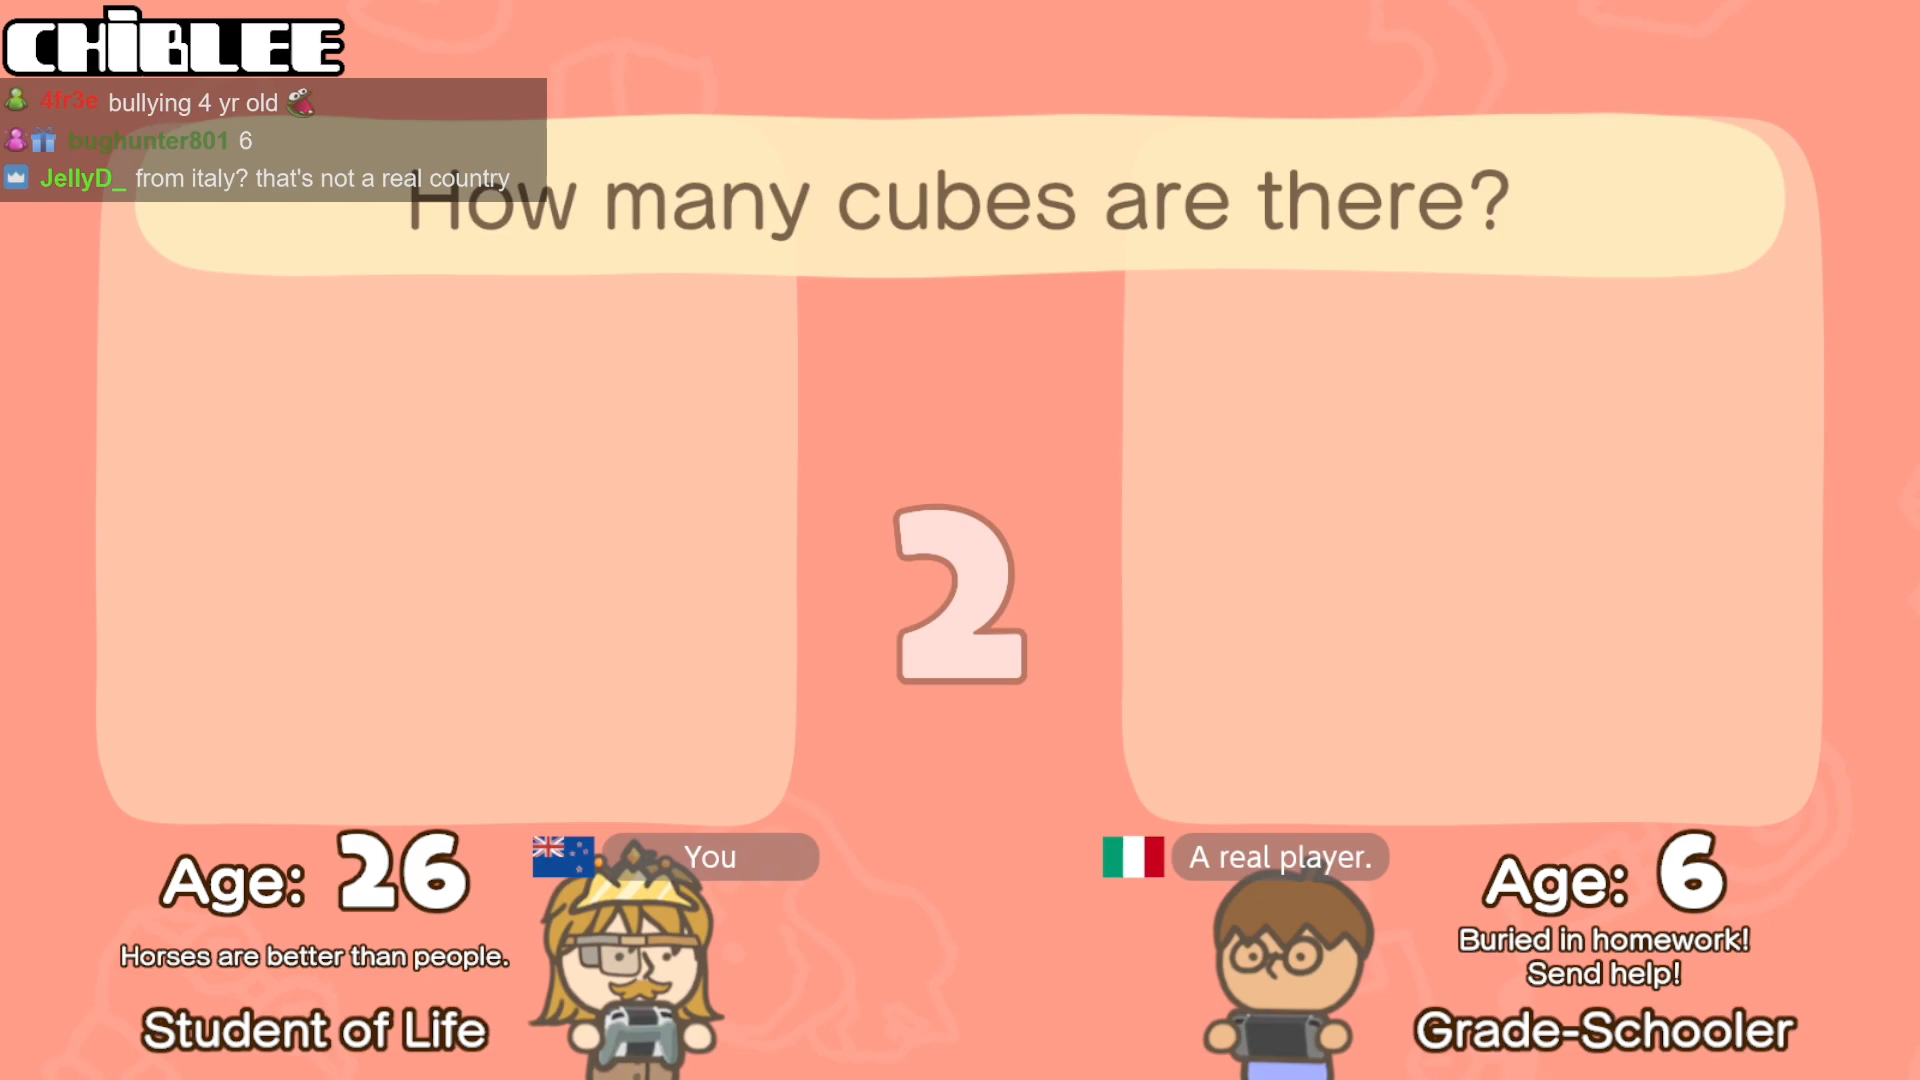 CHiBLEE
4fr3e bullying 4 yr old
bughunter801 6
JellyD_ from italy? that's not a real country
How many cubes are there?
2
You
A real player.
Age: 26
Horses are better than people.
Student of Life
Age: 6
Buried in homework!
Send help!
Grade-Schooler